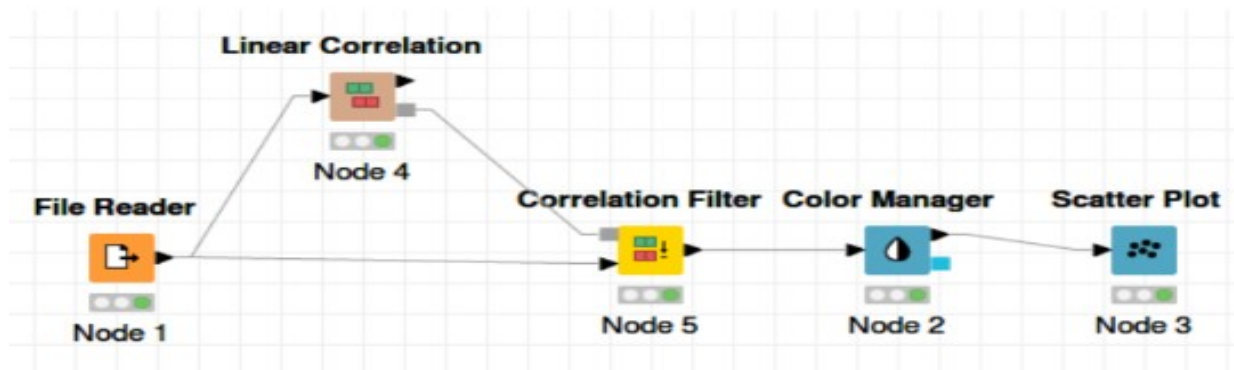 Linear Correlation
Node 4
File Reader
Node 1
Correlation Filter
Node 5
Color Manager
Node 2
Scatter Plot
Node 3